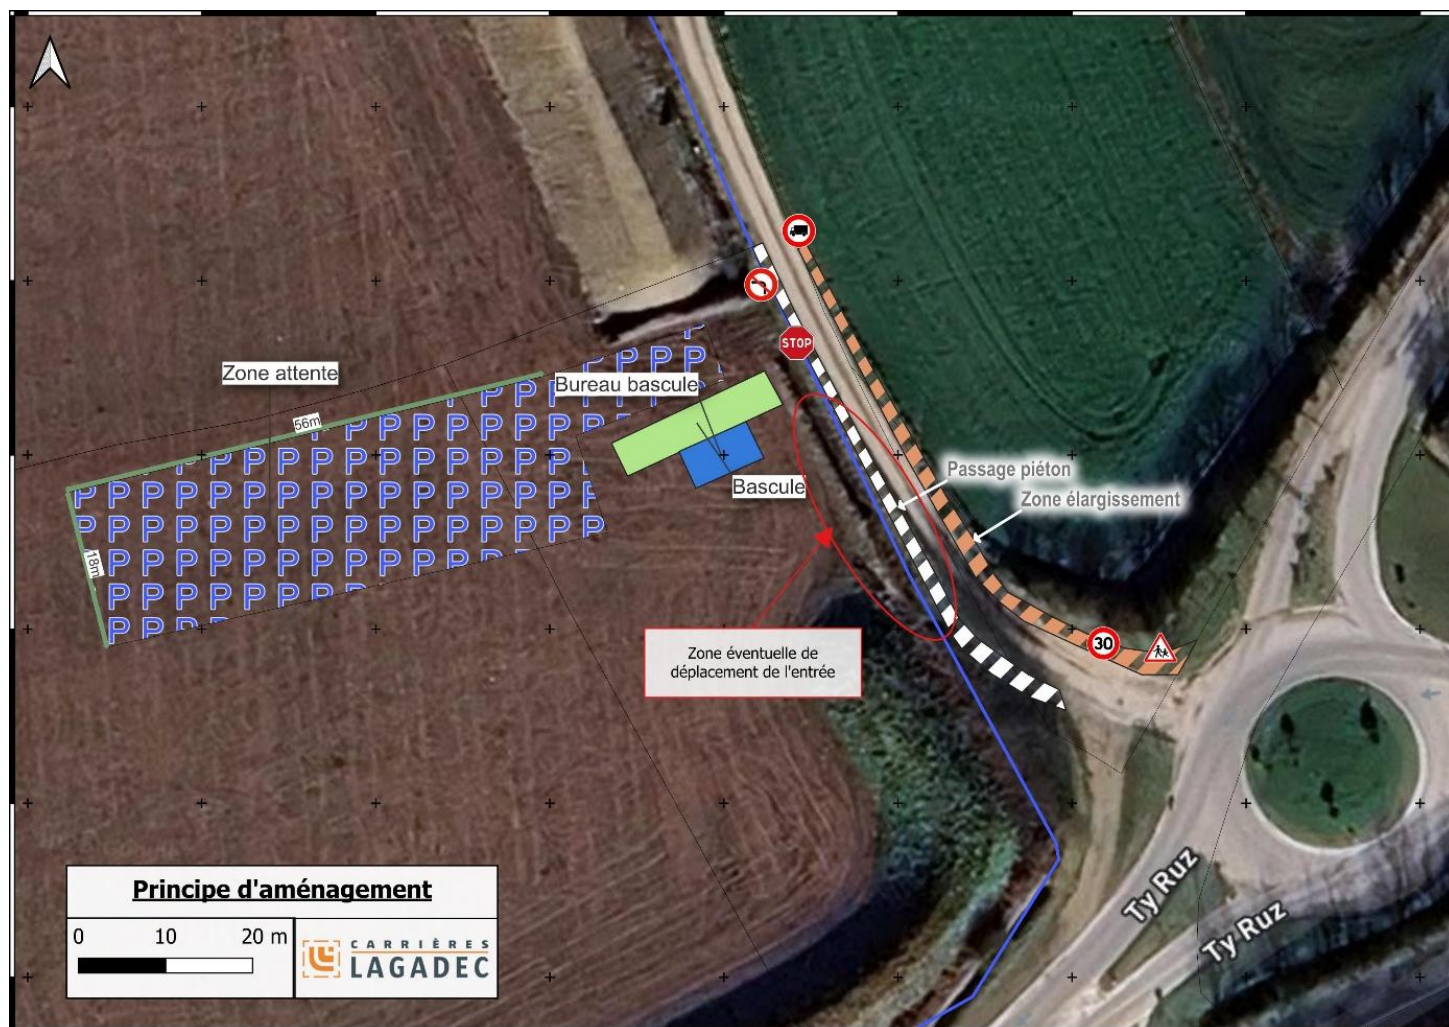 STOP
Zone attente
Bureau bascule
56m
Passage piéton
Bascule
Zone élargissement
18m
Zone éventuelle de
déplacement de l'entrée
30
Principe d'aménagement
0 10 20 m
CARRIÈRES
LAGADEC
Ty Ruz
Ty Ruz